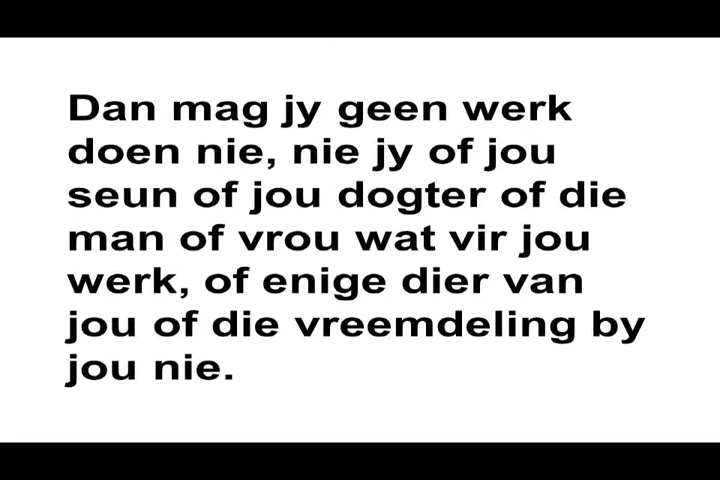 Dan mag jy geen werk
doen nie, nie jy of jou
seun of jou dogter of die
man of vrou wat vir jou
werk, of enige dier van
jou of die vreemdeling by
jou nie.